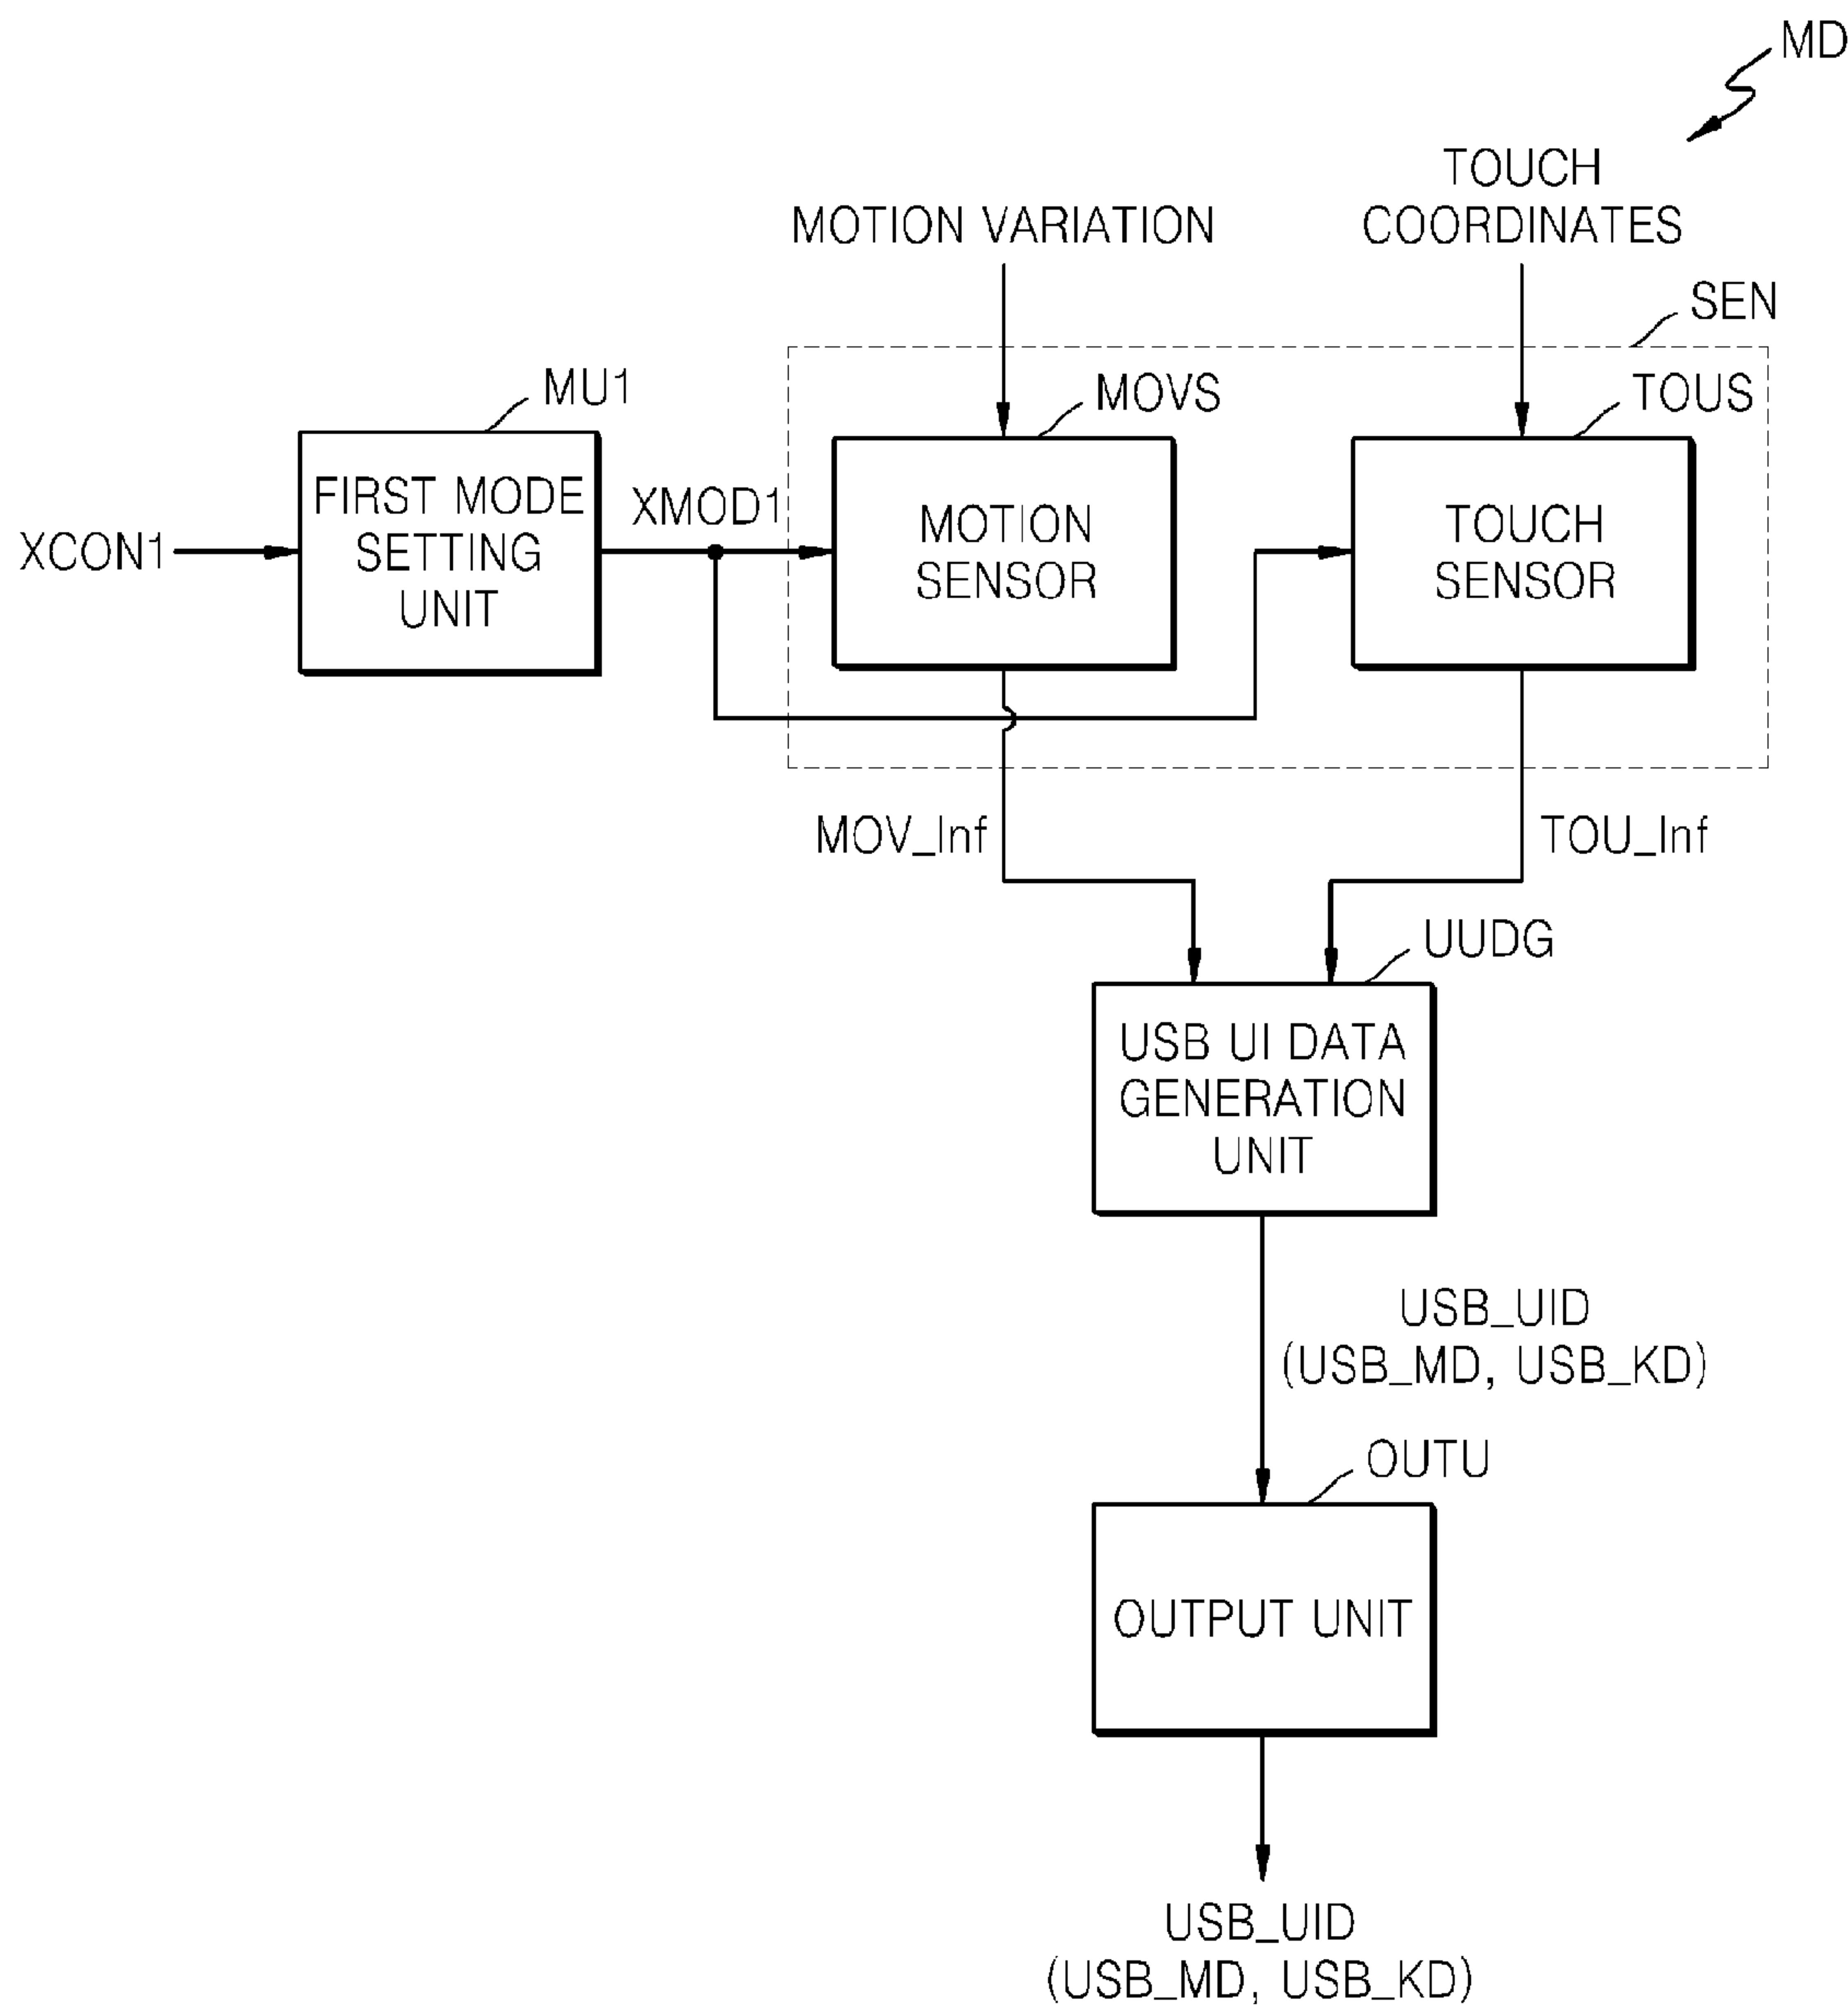 MD
TOUCH
COORDINATES
MOTION VARIATION
SEN
MU1
MOVS
TOUS
XCON1
FIRST MODE
SETTING
UNIT
XMOD1
MOTION
SENSOR
TOUCH
SENSOR
MOV_Inf
TOU_Inf
UUDG
USB UI DATA
GENERATION
UNIT
USB_UID
(USB_MD, USB_KD)
OUTU
OUTPUT UNIT
USB_UID
(USB_MD, USB_KD)